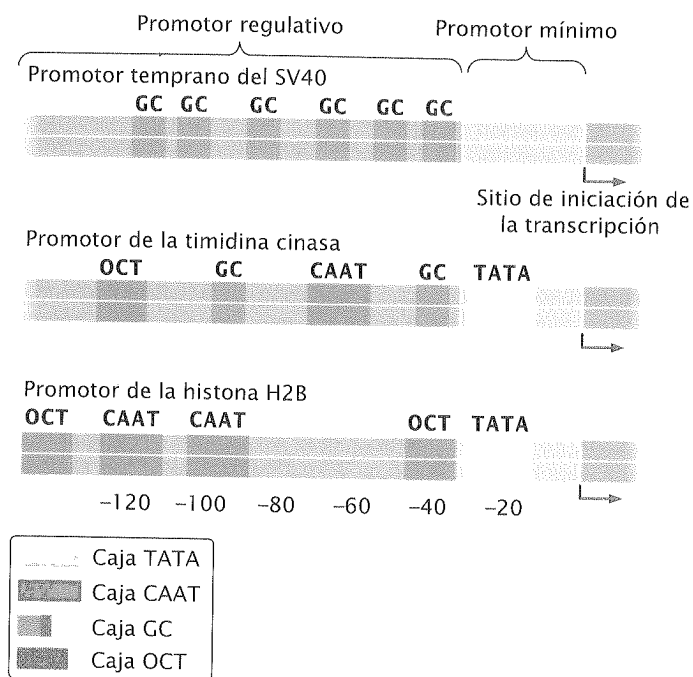 Promotor regulativo
Promotor mínimo
Promotor temprano del SV40
GC GC GC GC GC GC
Sitio de iniciación de
la transcripción
Promotor de la timidina cinasa
OCT GC CAAT GC TATA
Promotor de la histona H2B
OCT CAAT CAAT OCT TATA
–120 –100 –80 –60 –40 –20
Caja TATA
Caja CAAT
Caja GC
Caja OCT